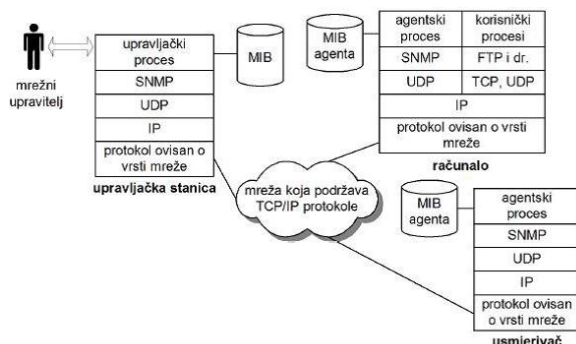 mrežni
upravitelj
upravljački
proces
SNMP
UDP
IP
protokol ovisan o
vrsti mreže
upravljačka stanica
MIB
MIB
agenta
agentski
proces
korisnički
procesi
SNMP
FTP i dr.
UDP
TCP, UDP
IP
protokol ovisan o vrsti
mreže
računalo
mreža koja podržava
TCP/IP protokole
MIB
agenta
agentski
proces
SNMP
UDP
IP
protokol ovisan
o vrsti mreže
usmjerivač